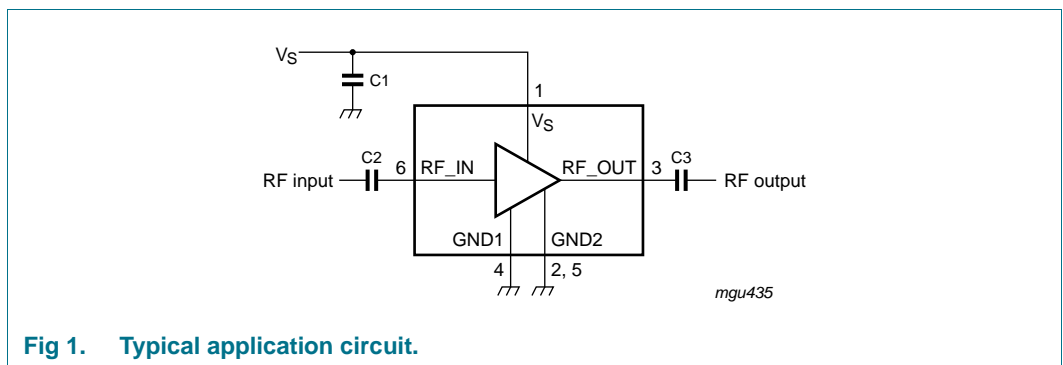 VS
C1
1
VS
C2
6
RF_IN
RF_OUT
3
C3
RF input
RF output
GND1
GND2
4
2, 5
mgu435
Fig 1. Typical application circuit.